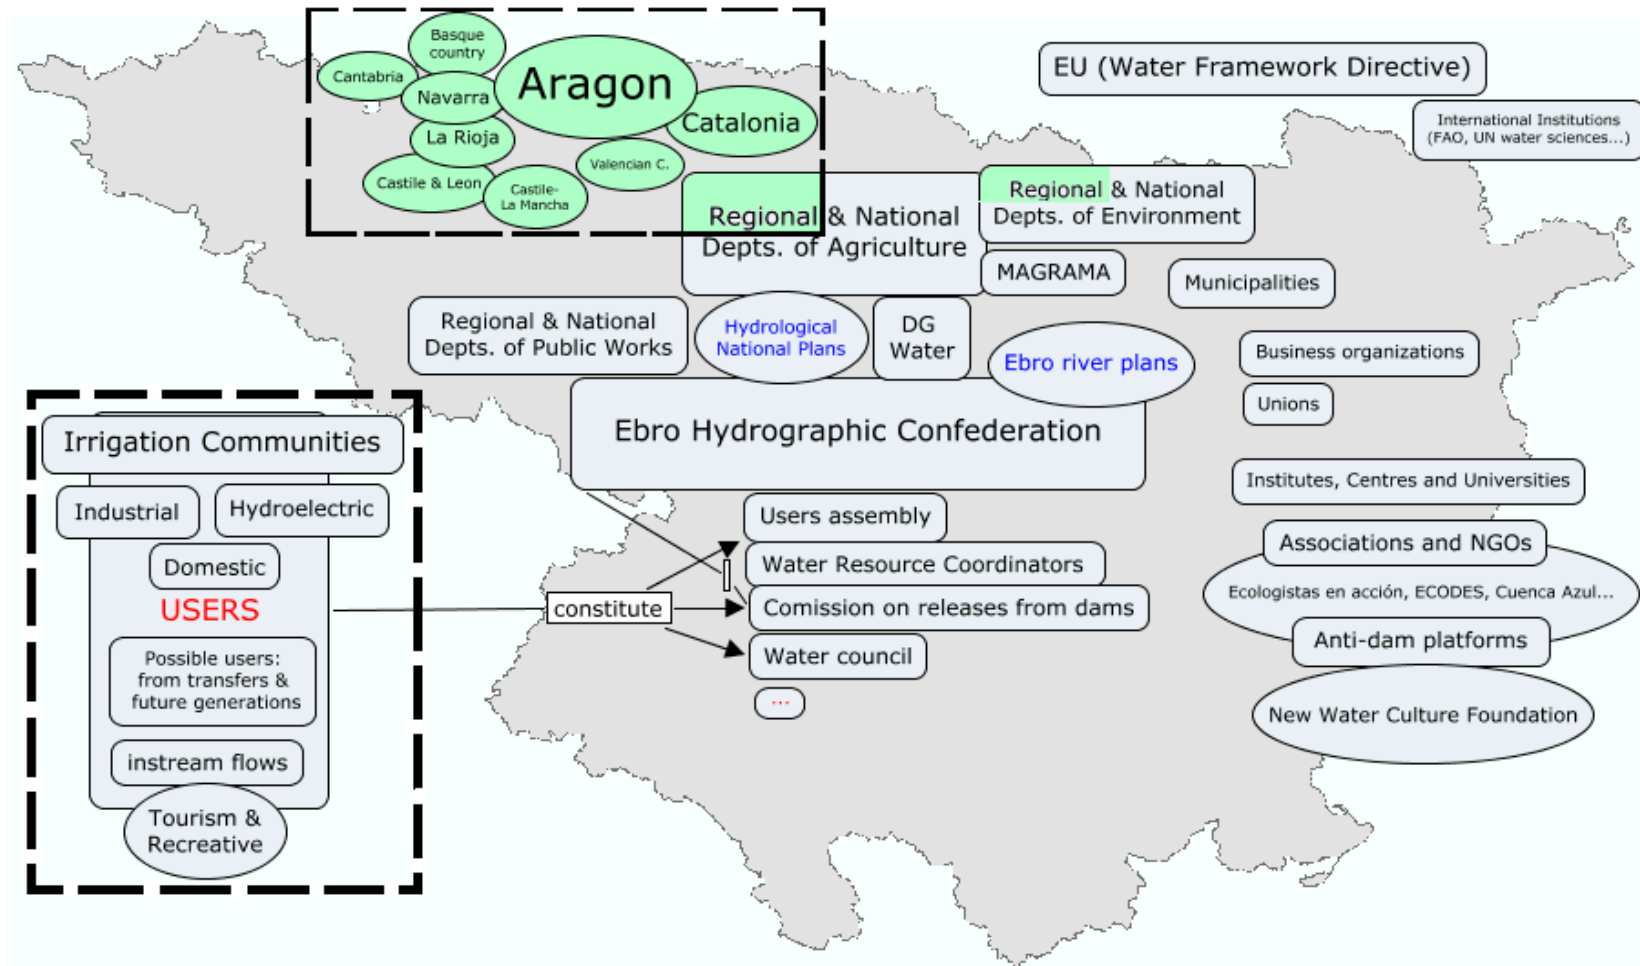 Basque
country
Cantabria
Navarra
Aragon
Catalonia
La Rioja
Valencian C.
Castile & Leon
Castile-
La Mancha
EU (Water Framework Directive)
International Institutions
(FAO, UN water sciences...)
Regional & National
Depts. of Agriculture
Regional & National
Depts. of Environment
MAGRAMA
Municipalities
Regional & National
Depts. of Public Works
Hydrological
National Plans
DG
Water
Ebro river plans
Business organizations
Unions
Ebro Hydrographic Confederation
Irrigation Communities
Industrial
Hydroelectric
Domestic
USERS
Possible users:
from transfers &
future generations
instream flows
Tourism &
Recreative
constitute
Users assembly
Water Resource Coordinators
Comission on releases from dams
Water council
...
Institutes, Centres and Universities
Associations and NGOs
Ecologistas en acción, ECODES, Cuenca Azul...
Anti-dam platforms
New Water Culture Foundation